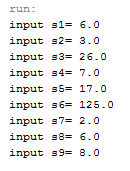 run:
input s1= 6.0
input s2= 3.0
input s3= 26.0
input s4= 7.0
input s5= 17.0
input s6= 125.0
input s7= 2.0
input s8= 6.0
input s9= 8.0